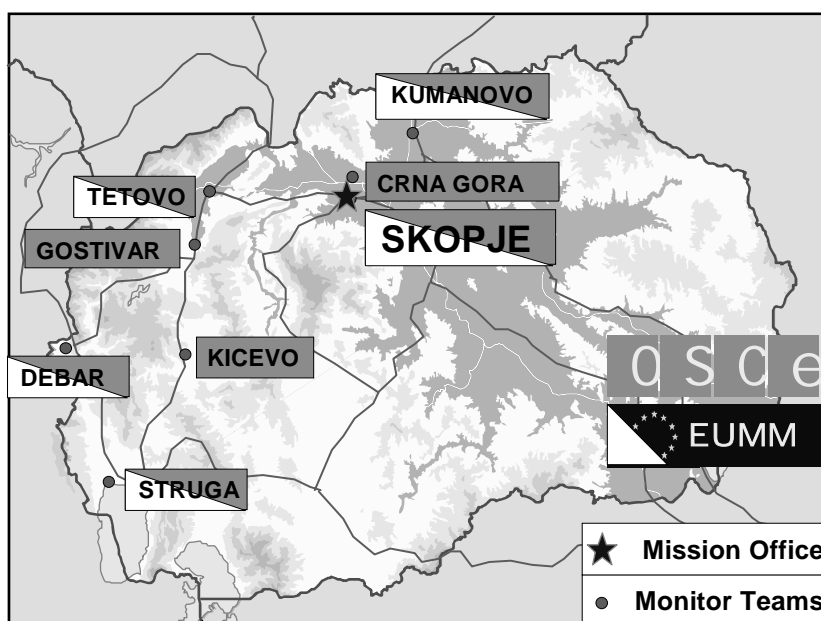 KUMANOVO
CRNA GORA
TETOVO
SKOPJE
GOSTIVAR
KICEVO
DEBAR
OSCe
EUMM
STRUGA
Mission Office
Monitor Teams